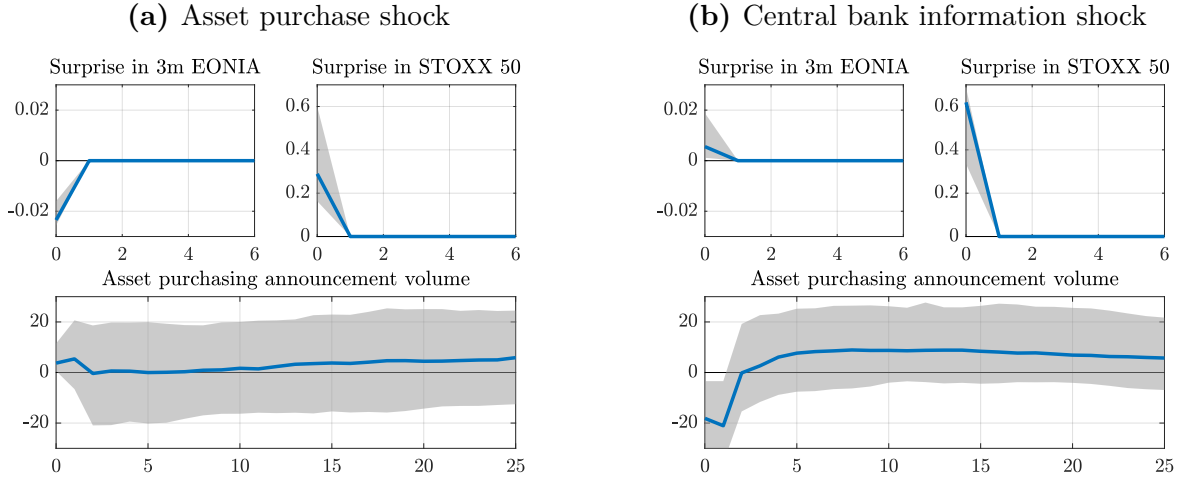 (a) Asset purchase shock
Surprise in 3m EONIA
Surprise in STOXX 50
0.02
0
-0.02
0 2 4 6
0.6
0.4
0.2
0
0 2 4 6
Asset purchasing announcement volume
20
0
-20
0 5 10 15 20 25
(b) Central bank information shock
Surprise in 3m EONIA
Surprise in STOXX 50
0.02
0
-0.02
0 2 4 6
0.6
0.4
0.2
0
0 2 4 6
Asset purchasing announcement volume
20
0
-20
0 5 10 15 20 25